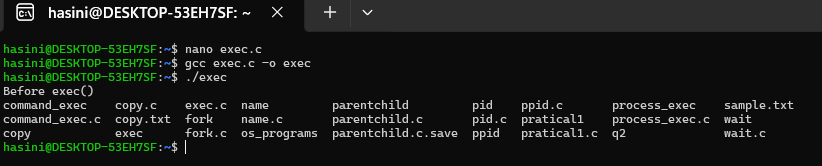 hasini@DESKTOP-53EH7SF: ~
hasini@DESKTOP-53EH7SF:~$ nano exec.c
hasini@DESKTOP-53EH7SF:~$ gcc exec.c -o exec
hasini@DESKTOP-53EH7SF:~$ ./exec
Before exec()
command_exec copy.c exec.c name parentchild pid ppid.c process_exec sample.txt
command_exec.c copy.txt fork name.c parentchild.c pid.c pratical1 process_exec.c wait
copy exec fork.c os_programs parentchild.c.save ppid pratical1.c q2 wait.c
hasini@DESKTOP-53EH7SF:~$